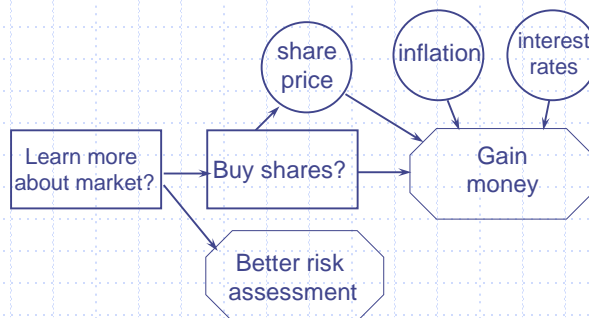 share
price
inflation
interest
rates
Learn more
about market?
Buy shares?
Gain
money
Better risk
assessment